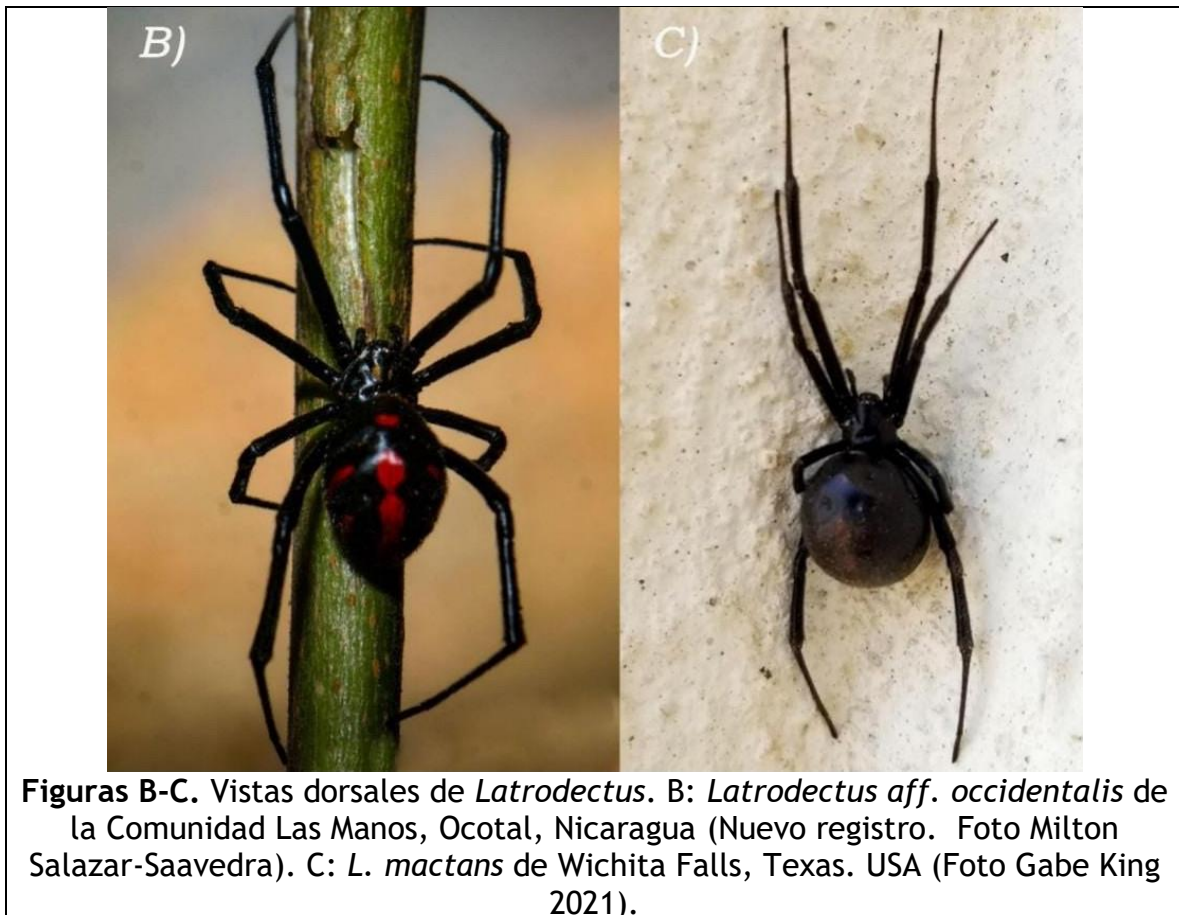 B)
C)
Figuras B-C. Vistas dorsales de Latrodectus. B: Latrodectus aff. occidentalis de
la Comunidad Las Manos, Ocotal, Nicaragua (Nuevo registro. Foto Milton
Salazar-Saavedra). C: L. mactans de Wichita Falls, Texas. USA (Foto Gabe King
2021).